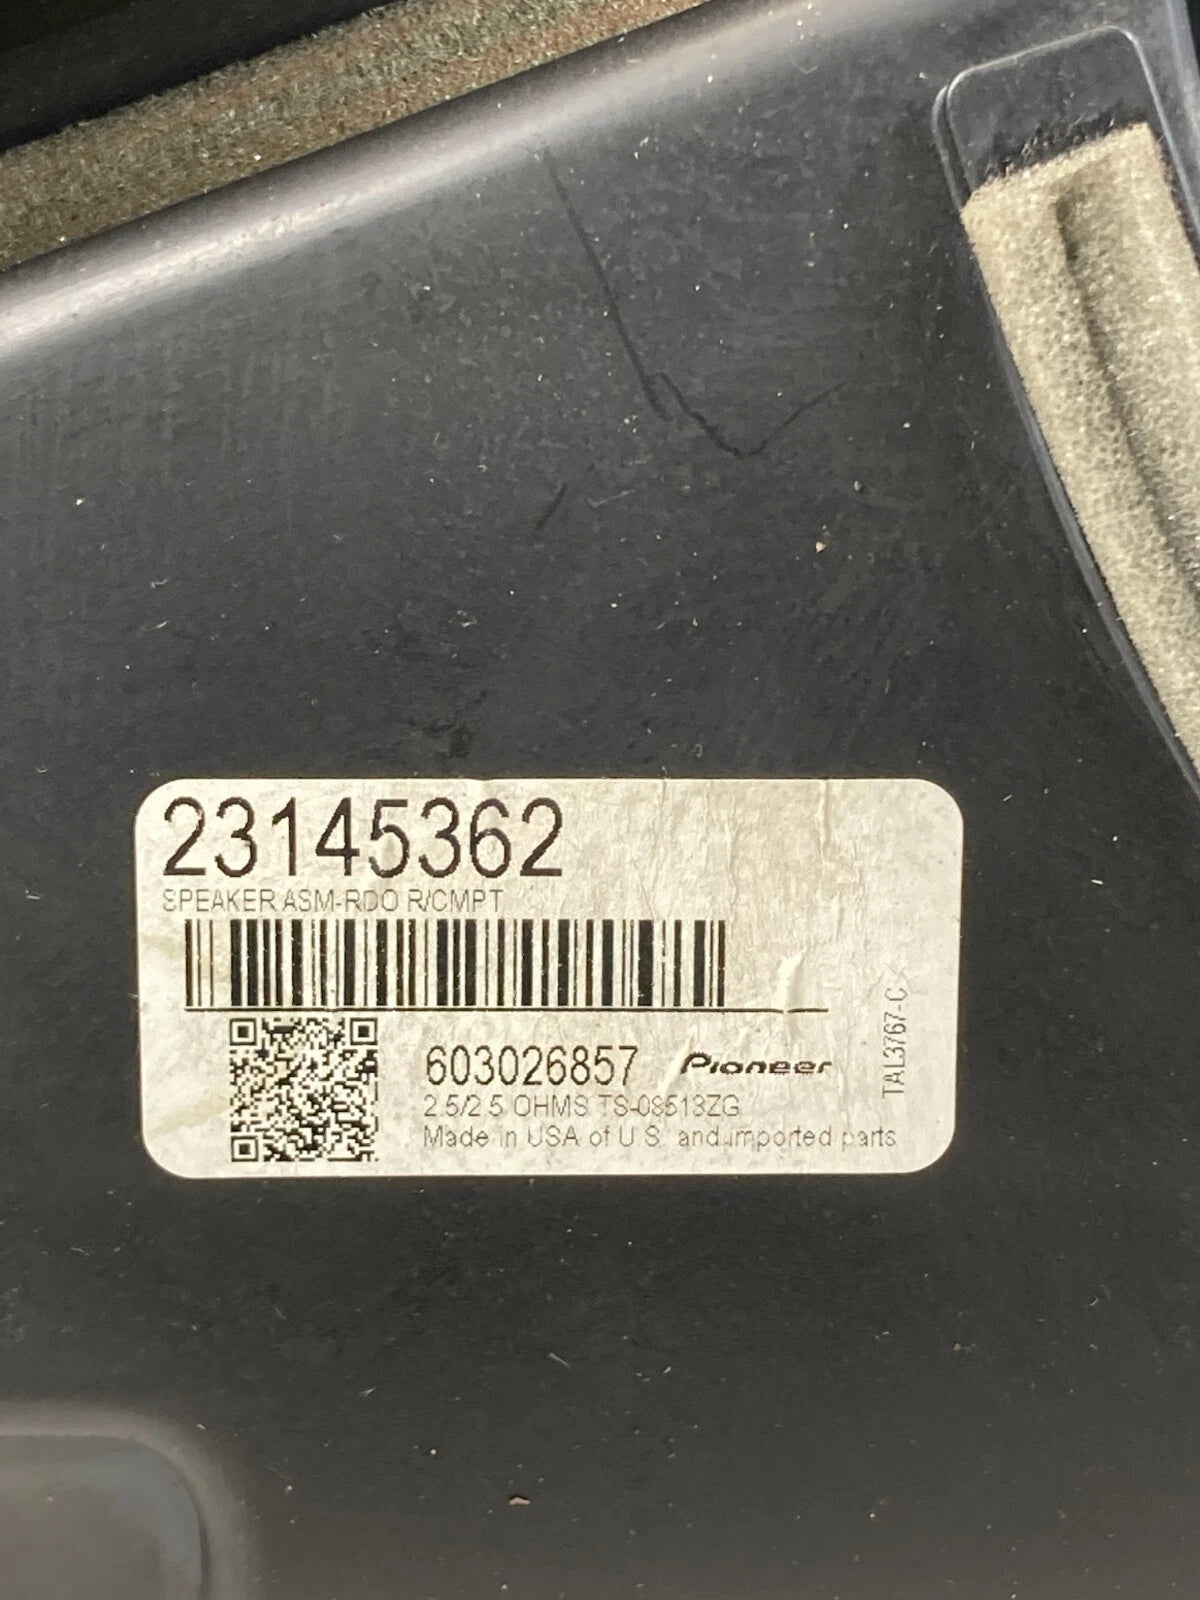 23145362
SPEAKER ASM-RDO R/CMPT
603026857 Pioneer
2.5/2.5 OHMS TS-08513ZG
Made in USA of U.S. and imported parts
TAL3767-C